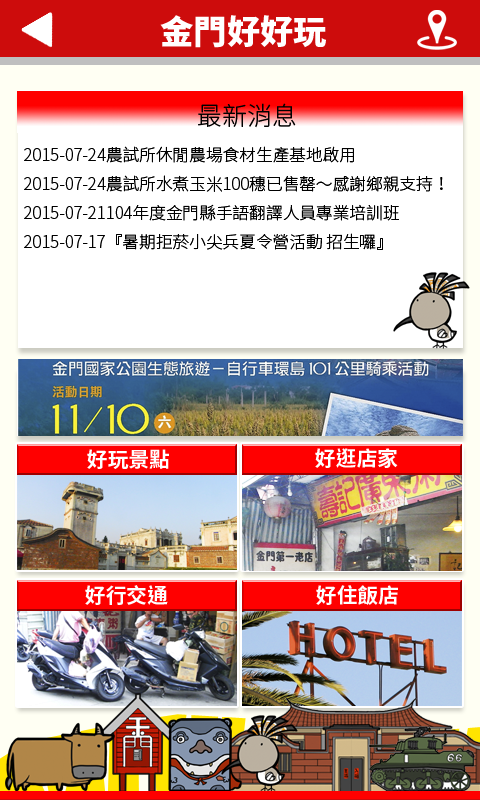 金門好好玩
最新消息
2015-07-24農試所休閒農場食材生產基地啟用
2015-07-24農試所水煮玉米100穗已售罄～感謝鄉親支持！
2015-07-21104年度金門縣手語翻譯人員專業培訓班
2015-07-17『暑期拒菸小尖兵夏令營活動 招生囉』
金門國家公園生態旅遊－自行車環島 101 公里騎乘活動
活動日期
11/10 六
好玩景點
好逛店家
壽記廣東粥
金門第一老店
好行交通
好住飯店
HOTEL
金門
66